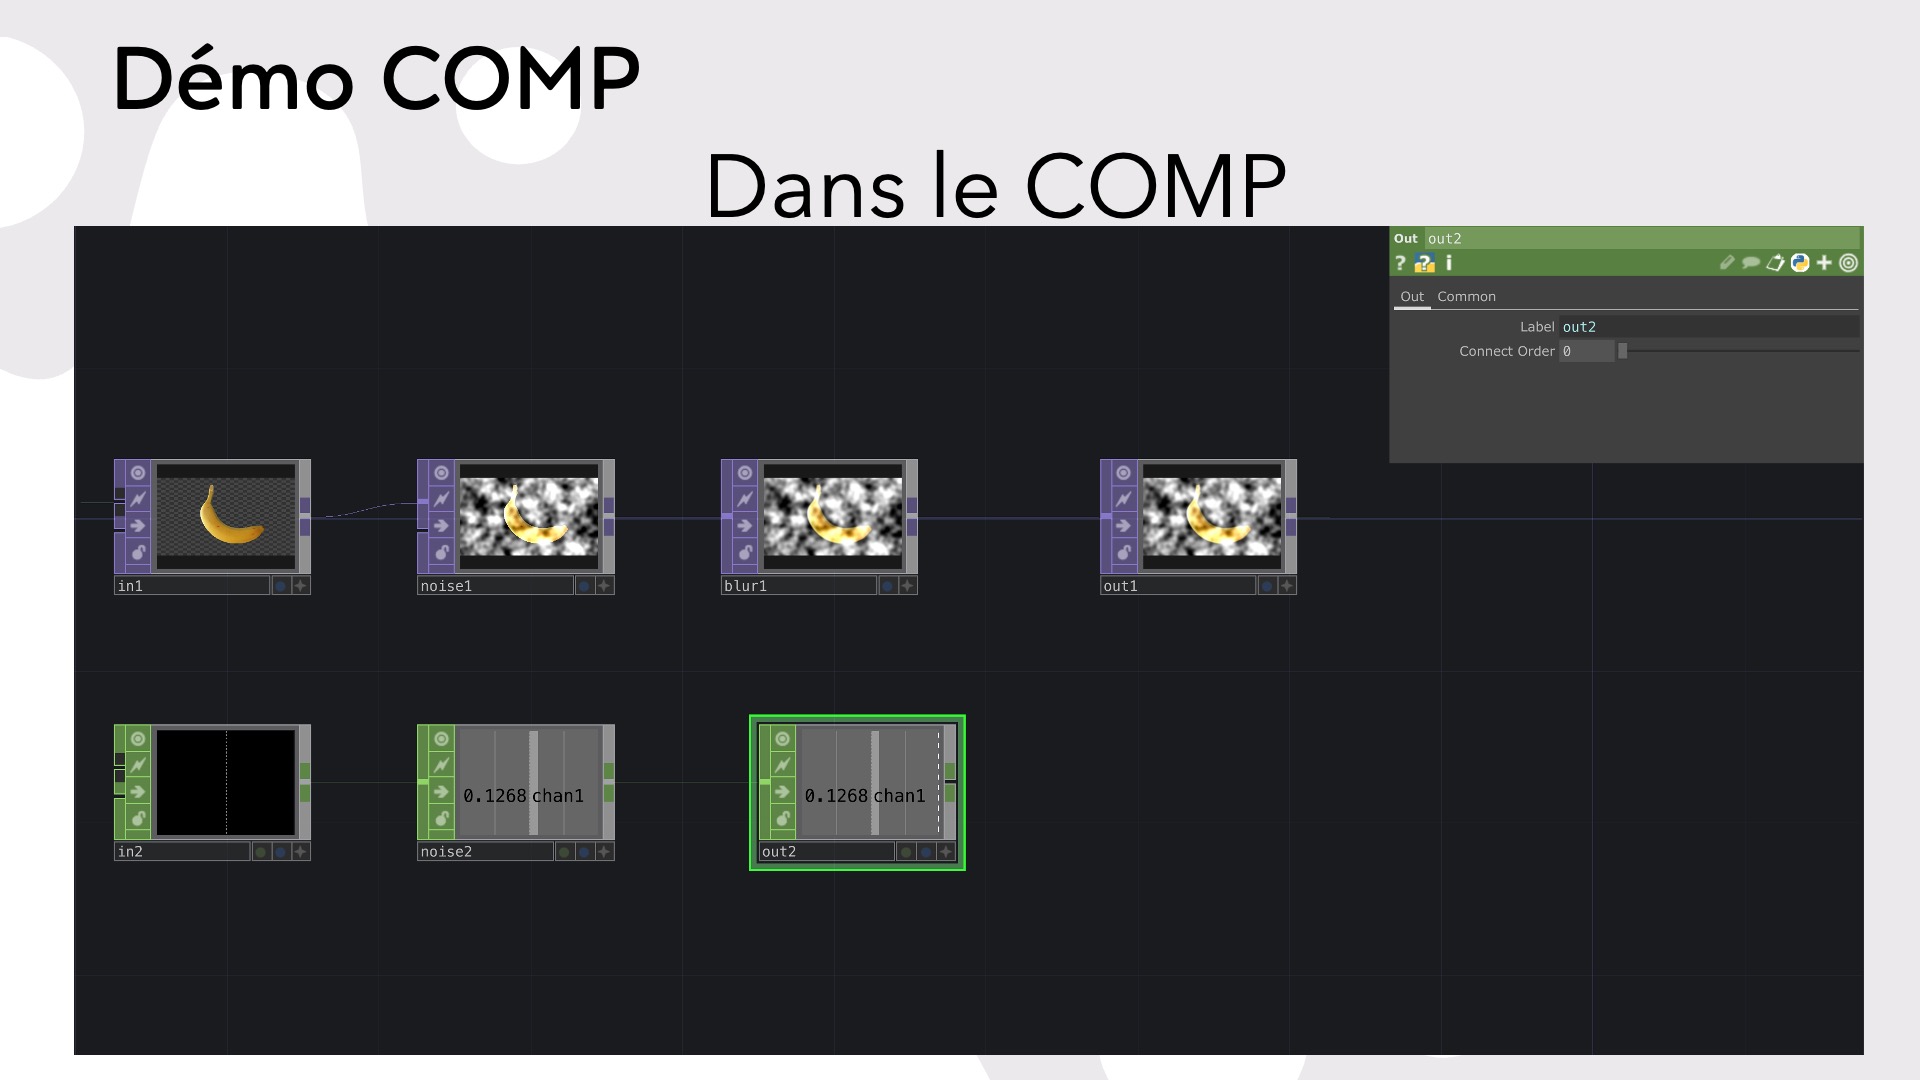 Démo COMP
Dans le COMP
Out out2
? ? i
Out Common
Label out2
Connect Order 0
in1
noise1
blur1
out1
0.1268 chan1
0.1268 chan1
in2
noise2
out2